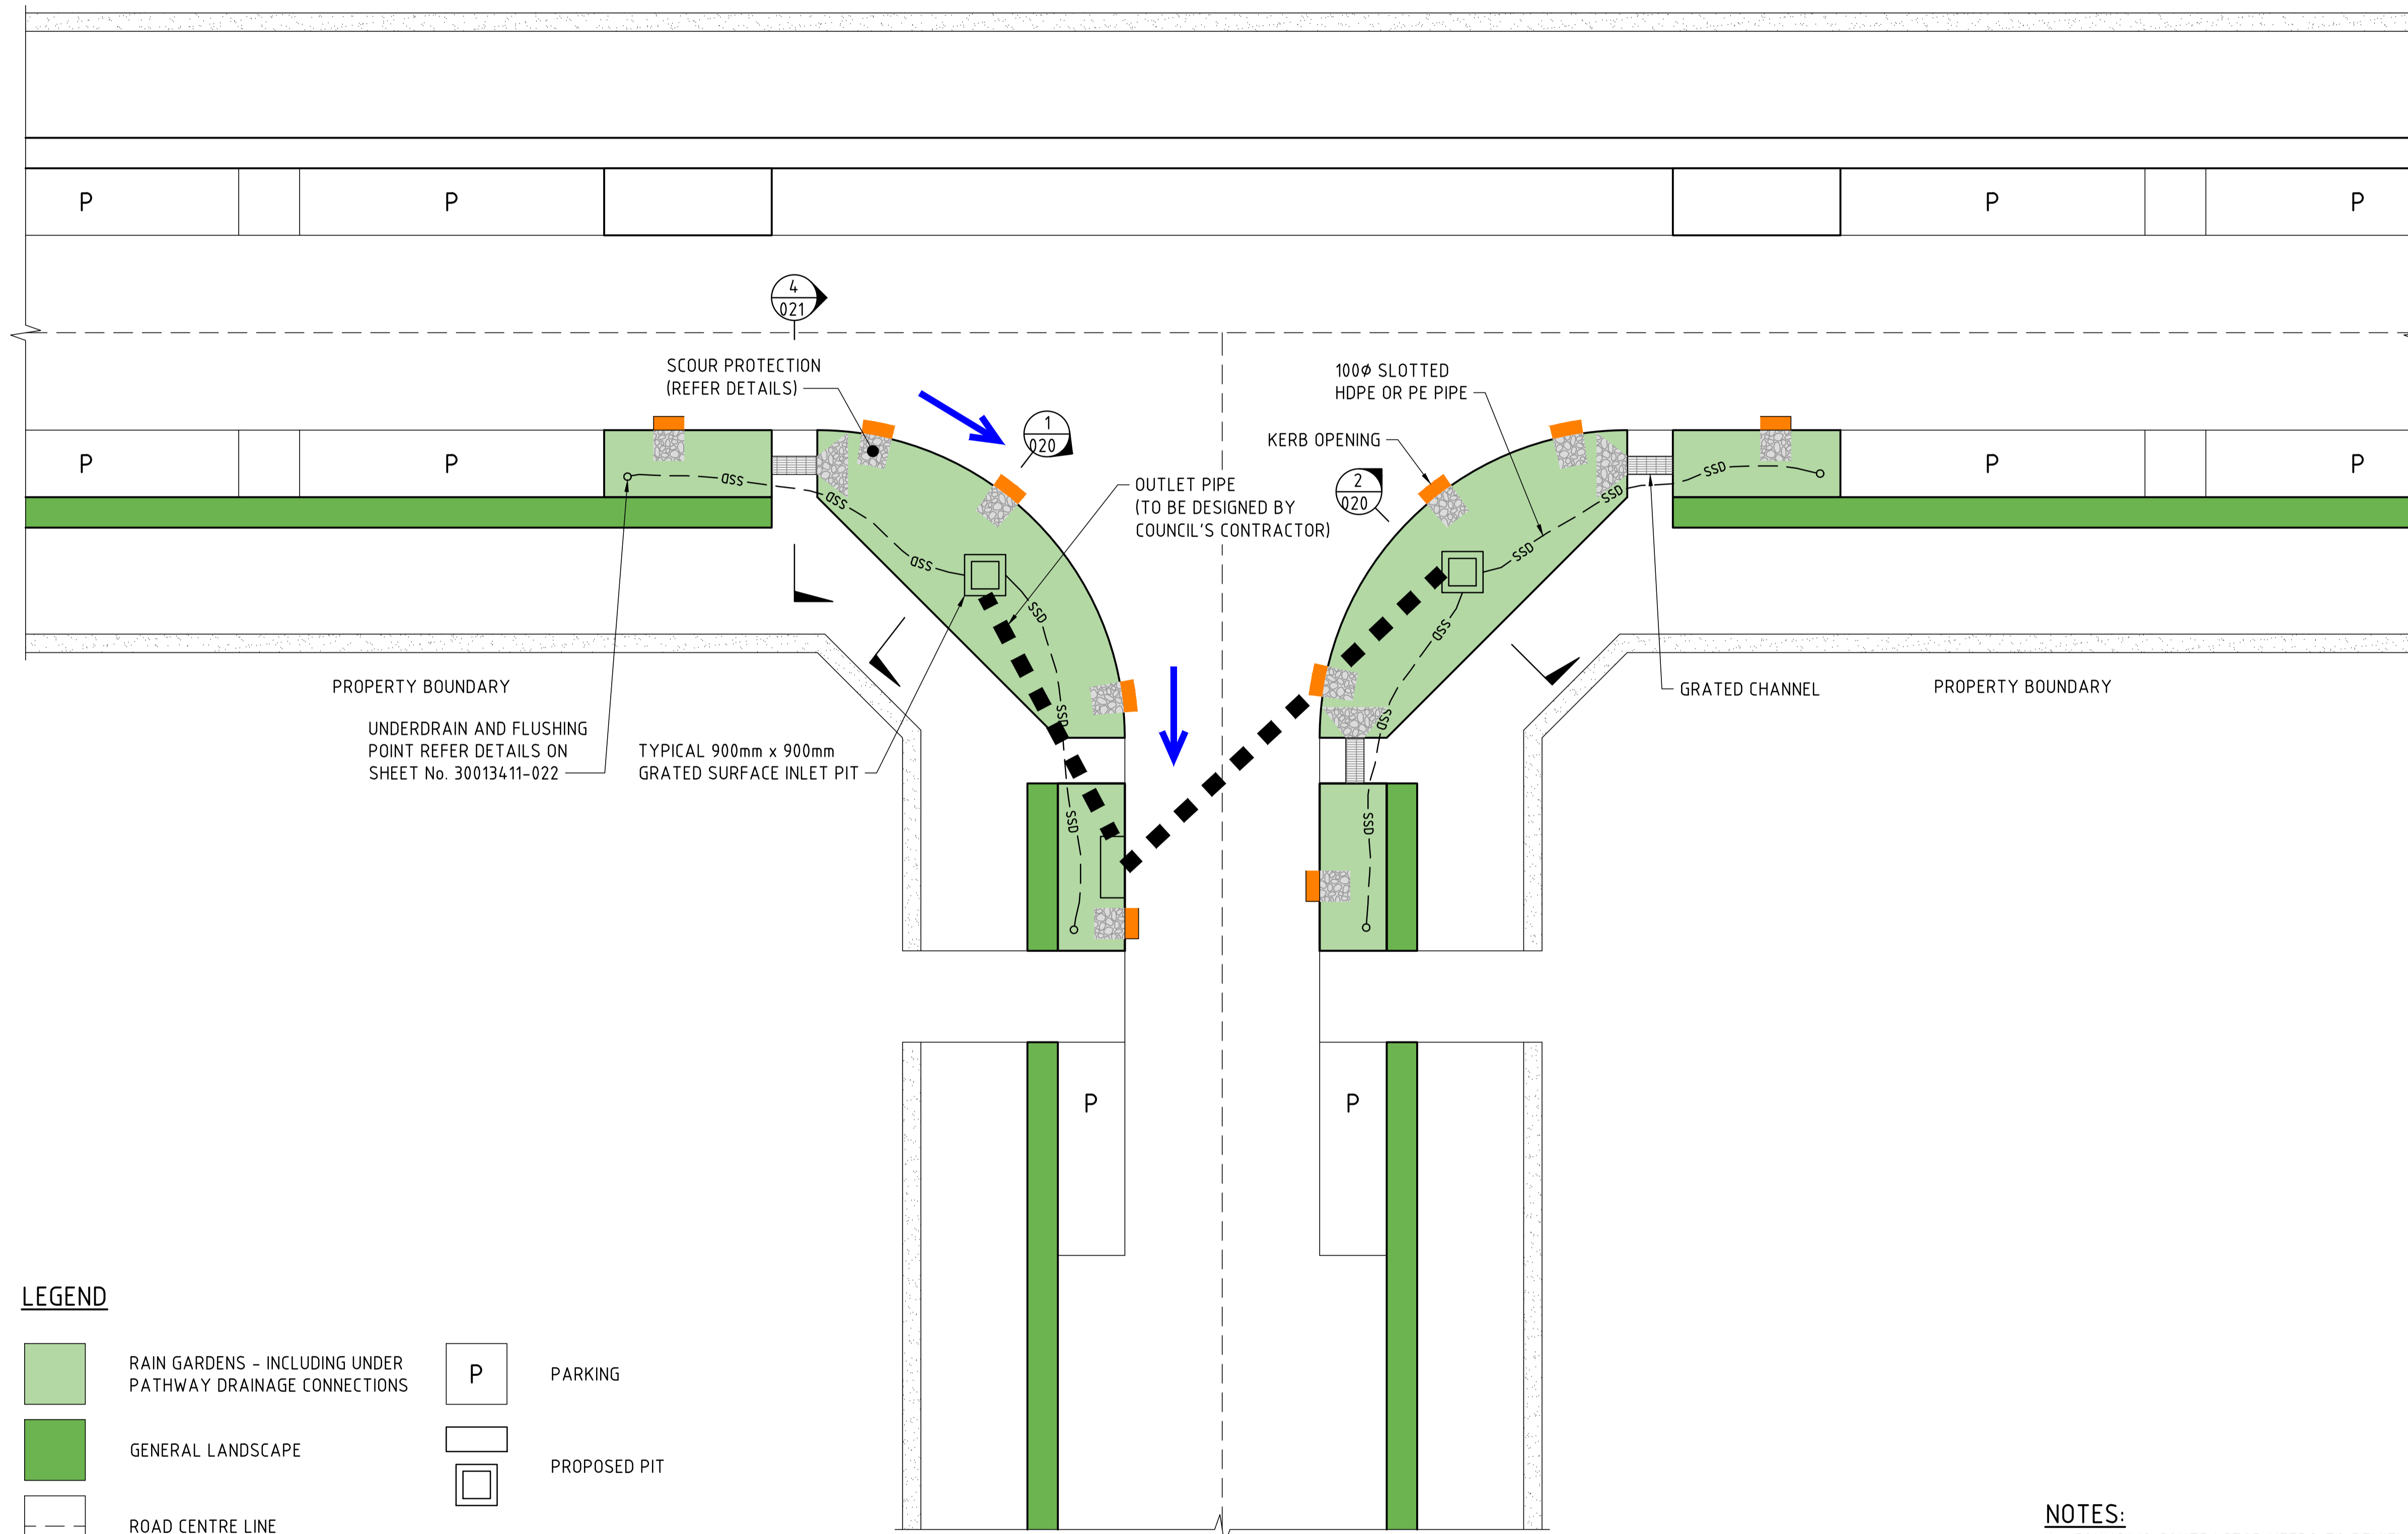 P
P
P
P
4
021
SCOUR PROTECTION
(REFER DETAILS)
1
020
100Ø SLOTTED
HDPE OR PE PIPE
KERB OPENING
2
020
P
P
P
P
SSD
SSD
SSD
SSD
SSD
SSD
OUTLET PIPE
(TO BE DESIGNED BY
COUNCIL'S CONTRACTOR)
SSD
SSD
SSD
SSD
SSD
SSD
PROPERTY BOUNDARY
GRATED CHANNEL
PROPERTY BOUNDARY
UNDERDRAIN AND FLUSHING
POINT REFER DETAILS ON
SHEET No. 30013411-022
TYPICAL 900mm x 900mm
GRATED SURFACE INLET PIT
P
P
LEGEND
RAIN GARDENS - INCLUDING UNDER
PATHWAY DRAINAGE CONNECTIONS
P
PARKING
GENERAL LANDSCAPE
PROPOSED PIT
ROAD CENTRE LINE
NOTES: